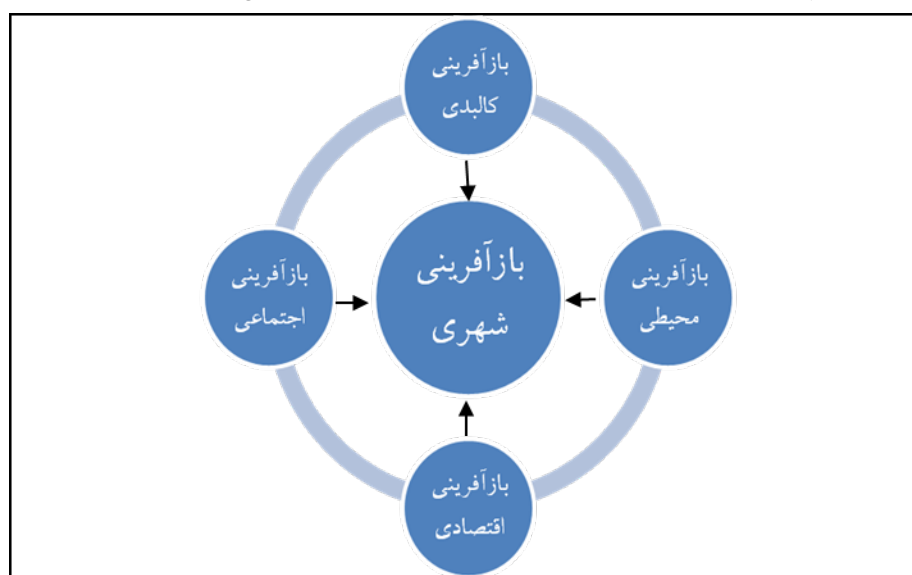 بازآفرینی
کالبدی
بازآفرینی
محیطی
بازآفرینی
شهری
بازآفرینی
اجتماعی
بازآفرینی
اقتصادی